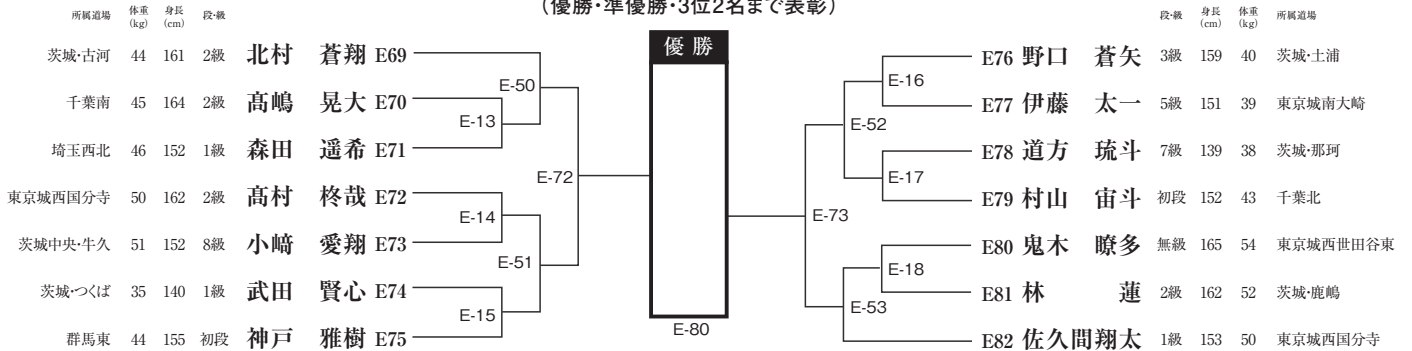 (優勝・準優勝・3位2名まで表彰)
所属道場 体重(kg) 身長(cm) 段・級
茨城・古河 44 161 2級 北村 蒼翔 E69
千葉南 45 164 2級 髙嶋 晃大 E70
埼玉西北 46 152 1級 森田 遥希 E71
東京城西国分寺 50 162 2級 髙村 柊哉 E72
茨城中央・牛久 51 152 8級 小﨑 愛翔 E73
茨城・つくば 35 140 1級 武田 賢心 E74
群馬東 44 155 初段 神戸 雅樹 E75
E-50
E-13
E-72
E-14
E-51
E-15
優勝
E-80
段・級 身長(cm) 体重(kg) 所属道場
E76 野口 蒼矢 3級 159 40 茨城・土浦
E77 伊藤 太一 5級 151 39 東京城南大崎
E78 道方 琉斗 7級 139 38 茨城・那珂
E79 村山 宙斗 初段 152 43 千葉北
E80 鬼木 暸多 無級 165 54 東京城西世田谷東
E81 林 蓮 2級 162 52 茨城・鹿嶋
E82 佐久間翔太 1級 153 50 東京城西国分寺
E-16
E-52
E-17
E-73
E-18
E-53